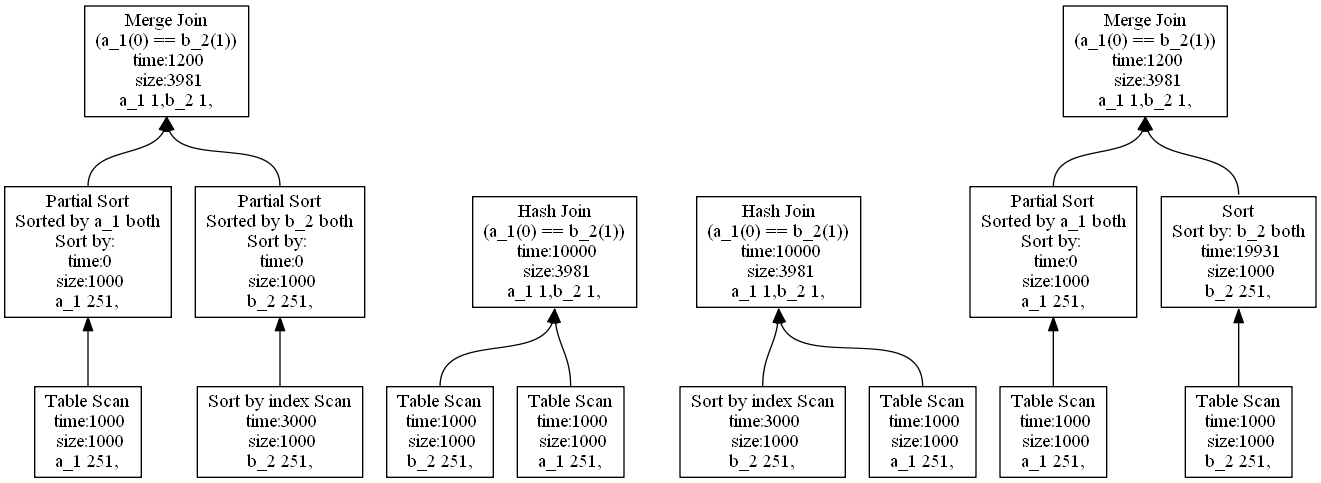 Merge Join
(a_1(0) == b_2(1))
time:1200
size:3981
a_1 1,b_2 1,
Partial Sort
Sorted by a_1 both
Sort by:
time:0
size:1000
a_1 251,
Partial Sort
Sorted by b_2 both
Sort by:
time:0
size:1000
b_2 251,
Table Scan
time:1000
size:1000
a_1 251,
Sort by index Scan
time:3000
size:1000
b_2 251,
Hash Join
(a_1(0) == b_2(1))
time:10000
size:3981
a_1 1,b_2 1,
Table Scan
time:1000
size:1000
b_2 251,
Table Scan
time:1000
size:1000
a_1 251,
Hash Join
(a_1(0) == b_2(1))
time:10000
size:3981
a_1 1,b_2 1,
Sort by index Scan
time:3000
size:1000
b_2 251,
Table Scan
time:1000
size:1000
a_1 251,
Merge Join
(a_1(0) == b_2(1))
time:1200
size:3981
a_1 1,b_2 1,
Partial Sort
Sorted by a_1 both
Sort by:
time:0
size:1000
a_1 251,
Sort
Sort by: b_2 both
time:19931
size:1000
b_2 251,
Table Scan
time:1000
size:1000
a_1 251,
Table Scan
time:1000
size:1000
b_2 251,